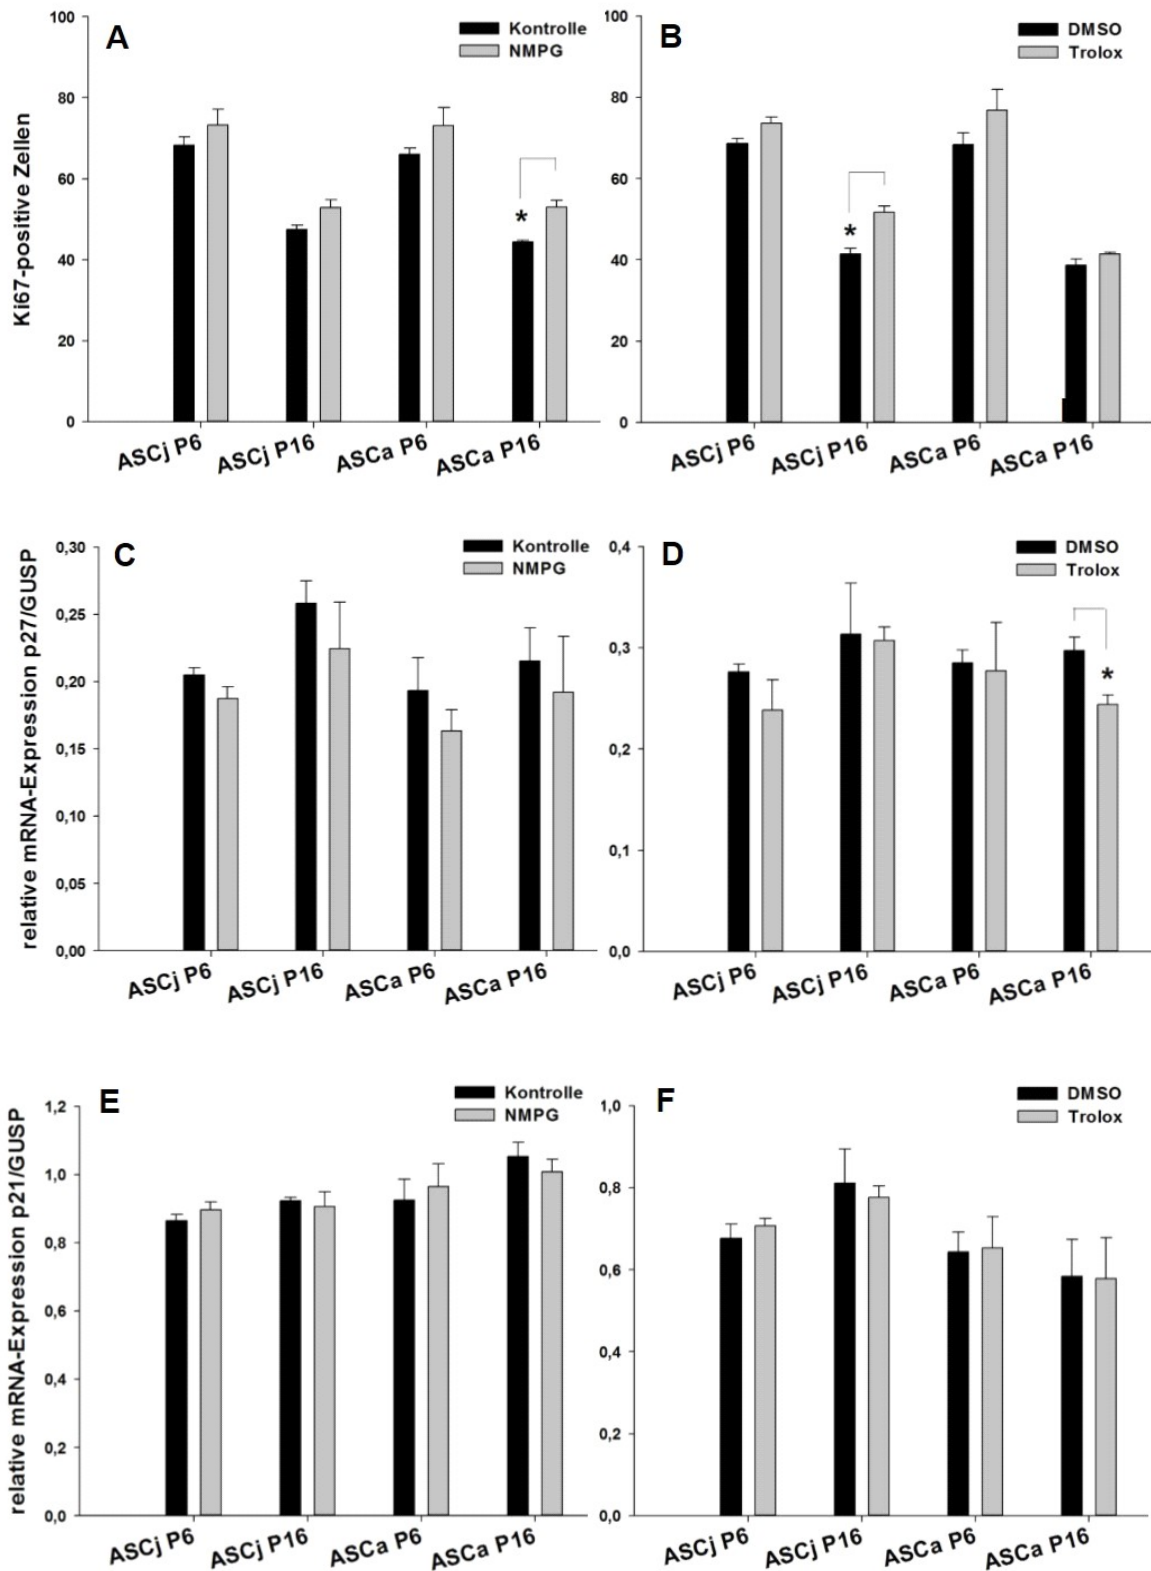 A
Kontrolle
NMPG
Ki67-positive Zellen
100
80
60
40
20
0
*
ASCj P6
ASCj P16
ASCa P6
ASCa P16
B
DMSO
Trolox
100
80
60
40
20
0
*
ASCj P6
ASCj P16
ASCa P6
ASCa P16
C
Kontrolle
NMPG
relative mRNA-Expression p27/GUSP
0,30
0,25
0,20
0,15
0,10
0,05
0,00
ASCj P6
ASCj P16
ASCa P6
ASCa P16
D
DMSO
Trolox
0,4
0,3
0,2
0,1
0,0
*
ASCj P6
ASCj P16
ASCa P6
ASCa P16
E
Kontrolle
NMPG
relative mRNA-Expression p21/GUSP
1,2
1,0
0,8
0,6
0,4
0,2
0,0
ASCj P6
ASCj P16
ASCa P6
ASCa P16
F
DMSO
Trolox
1,0
0,8
0,6
0,4
0,2
0,0
ASCj P6
ASCj P16
ASCa P6
ASCa P16